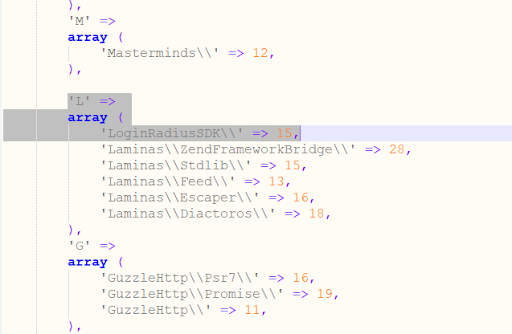 ),
'M' =>
array (
'Masterminds\\' => 12,
),
'L' =>
array (
'LoginRadiusSDK\\' => 15,
'Laminas\\ZendFrameworkBridge\\' => 28,
'Laminas\\Stdlib\\' => 15,
'Laminas\\Feed\\' => 13,
'Laminas\\Escaper\\' => 16,
'Laminas\\Diactoros\\' => 18,
),
'G' =>
array (
'GuzzleHttp\\Psr7\\' => 16,
'GuzzleHttp\\Promise\\' => 19,
'GuzzleHttp\\' => 11,
),